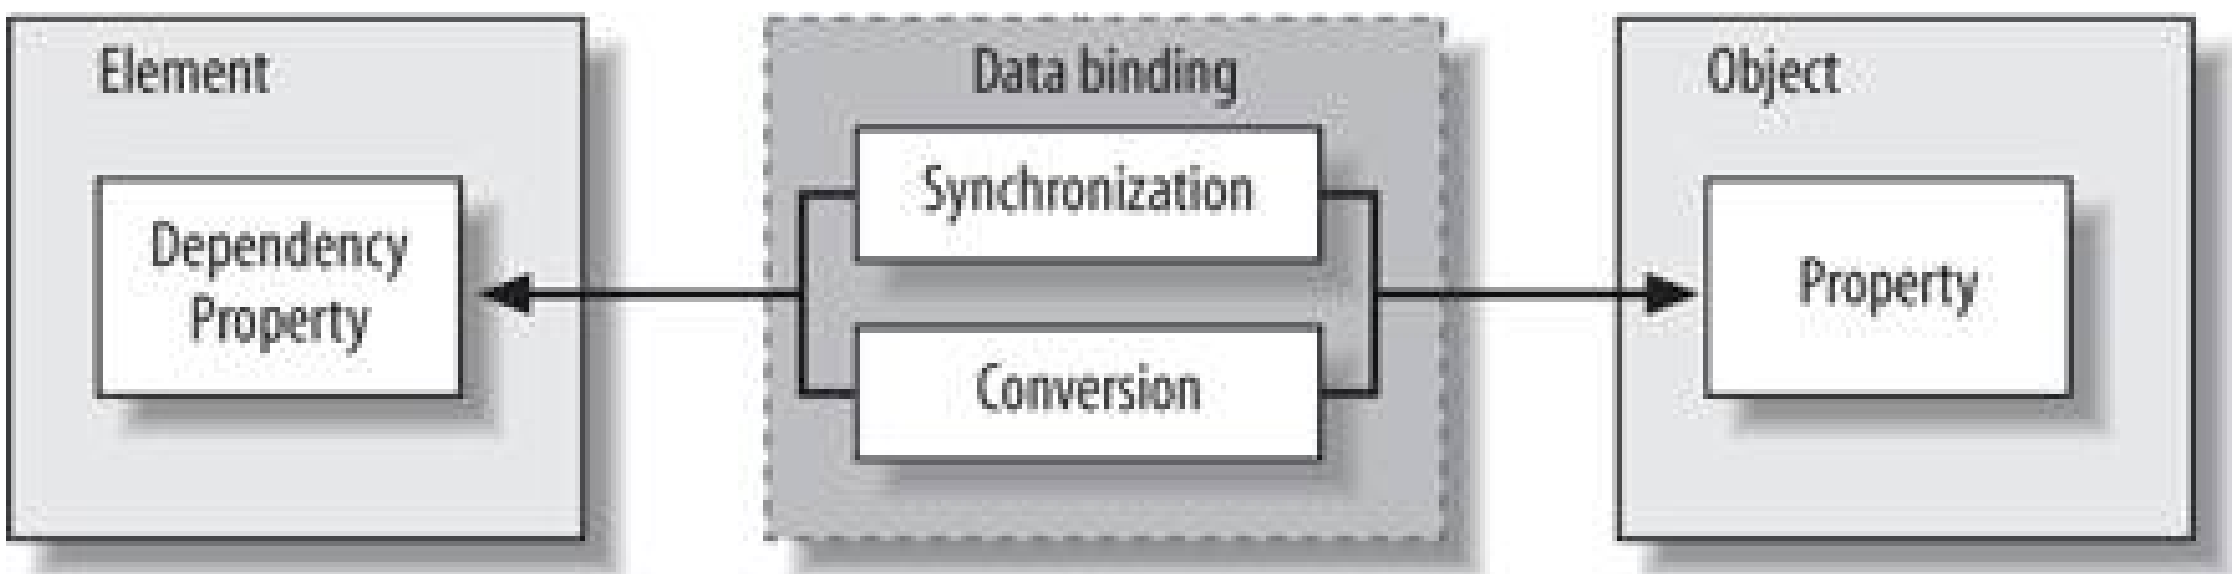 Element
Dependency
Property
Data binding
Synchronization
Conversion
Object
Property